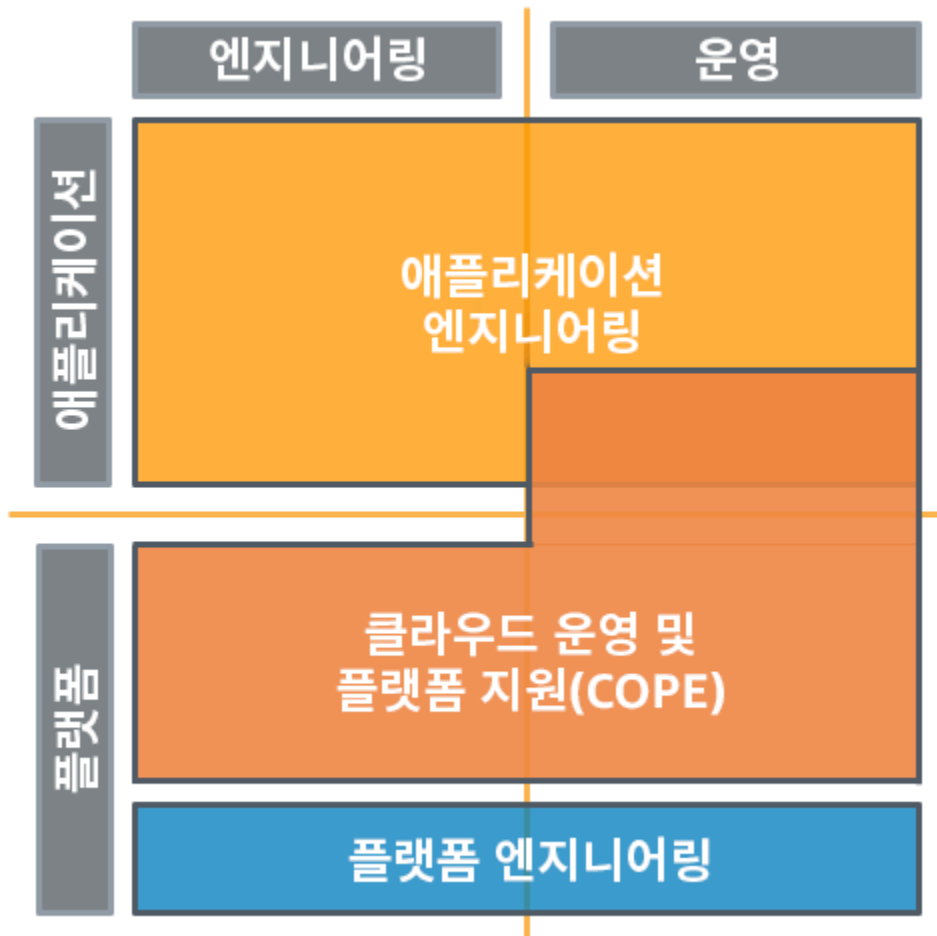 엔지니어링
운영
애플리케이션
애플리케이션
엔지니어링
플랫폼
클라우드 운영 및
플랫폼 지원(COPE)
플랫폼 엔지니어링